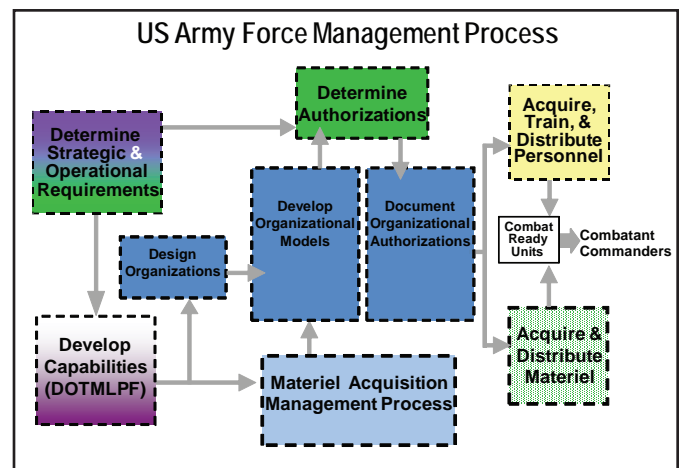 US Army Force Management Process
Determine
Authorizations
Determine
Strategic &
Operational
Requirements
Acquire,
Train, &
Distribute
Personnel
Develop
Organizational
Models
Document
Organizational
Authorizations
Design
Organizations
Combat
Ready
Units
Combatant
Commanders
Develop
Capabilities
(DOTMLPF)
Materiel Acquisition
Management Process
Acquire &
Distribute
Materiel